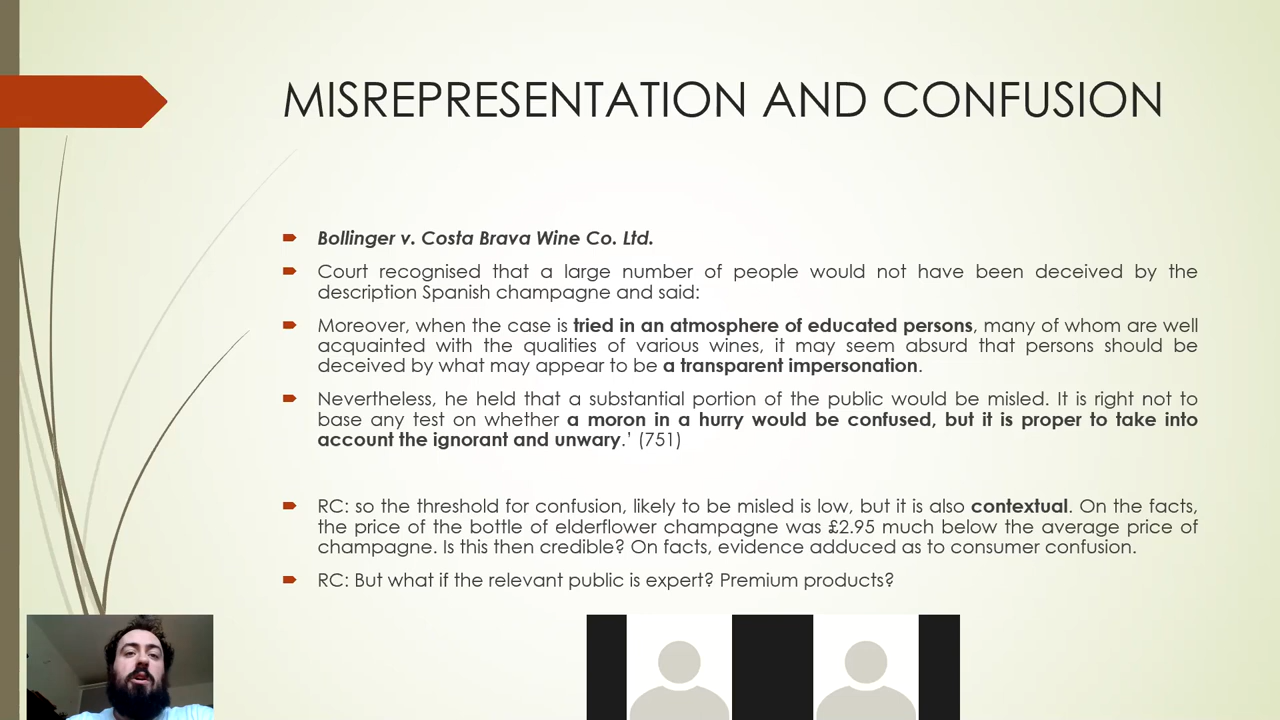 MISREPRESENTATION AND CONFUSION
Bollinger v. Costa Brava Wine Co. Ltd.
Court recognised that a large number of people would not have been deceived by the
description Spanish champagne and said:
Moreover, when the case is tried in an atmosphere of educated persons, many of whom are well
acquainted with the qualities of various wines, it may seem absurd that persons should be
deceived by what may appear to be a transparent impersonation.
Nevertheless, he held that a substantial portion of the public would be misled. It is right not to
base any test on whether a moron in a hurry would be confused, but it is proper to take into
account the ignorant and unwary.’ (751)
RC: so the threshold for confusion, likely to be misled is low, but it is also contextual. On the facts,
the price of the bottle of elderflower champagne was £2.95 much below the average price of
champagne. Is this then credible? On facts, evidence adduced as to consumer confusion.
RC: But what if the relevant public is expert? Premium products?